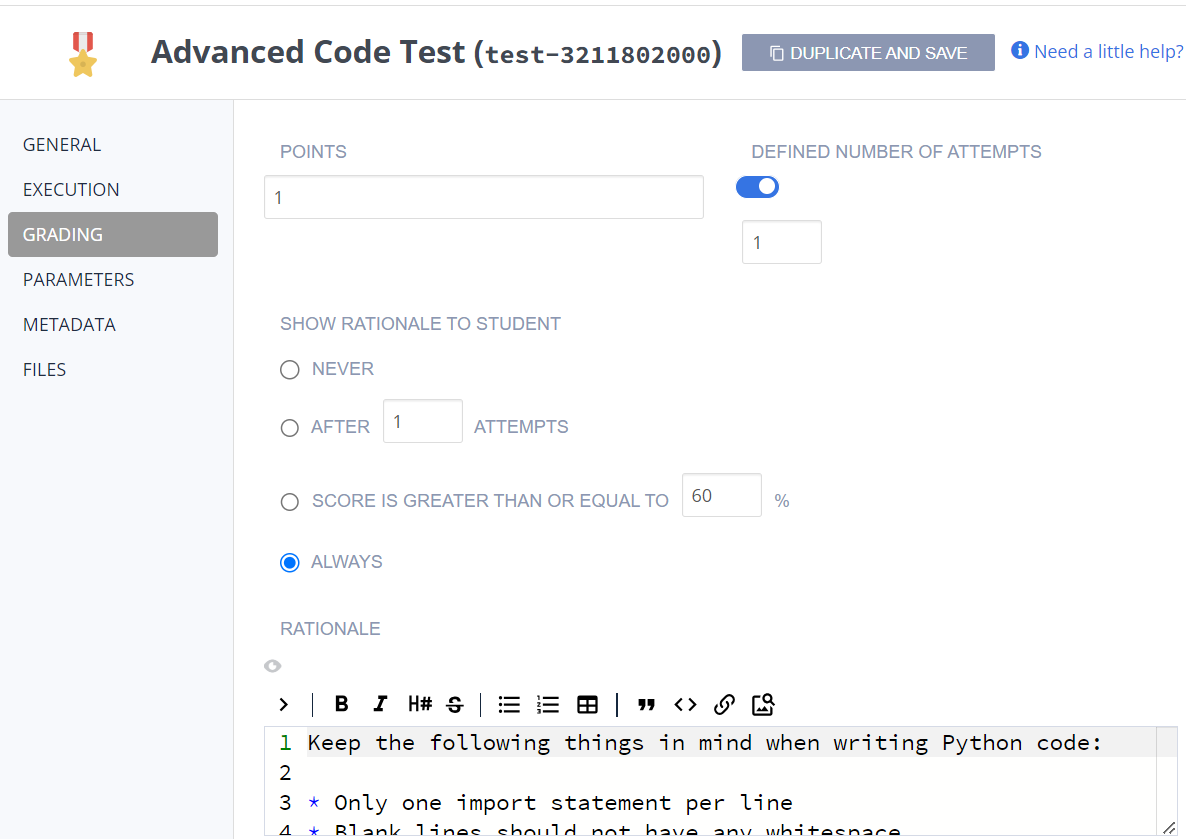 Advanced Code Test (test-3211802000)
DUPLICATE AND SAVE
Need a little help?
GENERAL
EXECUTION
GRADING
PARAMETERS
METADATA
FILES
POINTS
1
DEFINED NUMBER OF ATTEMPTS
1
SHOW RATIONALE TO STUDENT
NEVER
AFTER 1 ATTEMPTS
SCORE IS GREATER THAN OR EQUAL TO 60 %
ALWAYS
RATIONALE
B I H# S
1 Keep the following things in mind when writing Python code:
2
3 * Only one import statement per line
4 * Blank lines should not have any whitespace